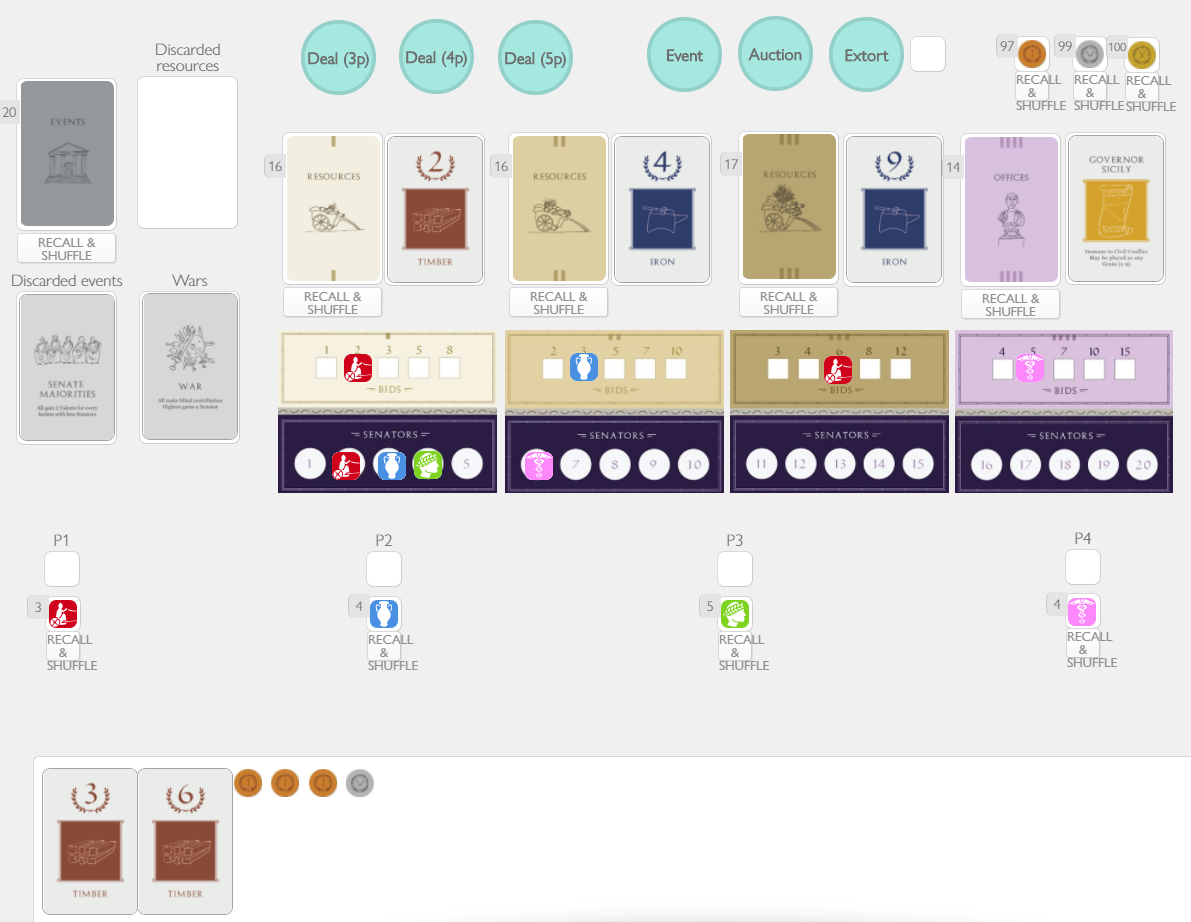 Deal (3p)
Deal (4p)
Deal (5p)
Event
Auction
Extort
97
99
100
RECALL
&
SHUFFLE
RECALL
&
SHUFFLE
RECALL
&
SHUFFLE
Discarded
resources
20
EVENTS
RECALL &
SHUFFLE
16
RESOURCES
RECALL &
SHUFFLE
2
TIMBER
16
RESOURCES
RECALL &
SHUFFLE
4
IRON
17
RESOURCES
RECALL &
SHUFFLE
9
IRON
14
OFFICES
RECALL &
SHUFFLE
GOVERNOR
SICILY
SICILY
Immune to Civil Conflict
May be played as any
Grain (1-9)
Discarded events
Wars
SENATE
MAJORITIES
All gain 2 Talents for every
faction with less Senators
WAR
All make blind contribution
Highest gains a Senator
1 2 3 5 8
BIDS
2 3 5 7 10
BIDS
3 4 6 8 12
BIDS
4 5 7 10 15
BIDS
SENATORS
1 5
SENATORS
7 8 9 10
SENATORS
11 12 13 14 15
SENATORS
16 17 18 19 20
P1
3
RECALL
&
SHUFFLE
P2
4
RECALL
&
SHUFFLE
P3
5
RECALL
&
SHUFFLE
P4
4
RECALL
&
SHUFFLE
3
TIMBER
6
TIMBER